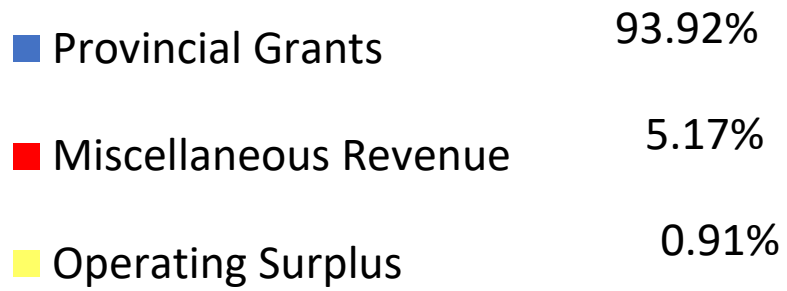 Provincial Grants 93.92%
Miscellaneous Revenue 5.17%
Operating Surplus 0.91%